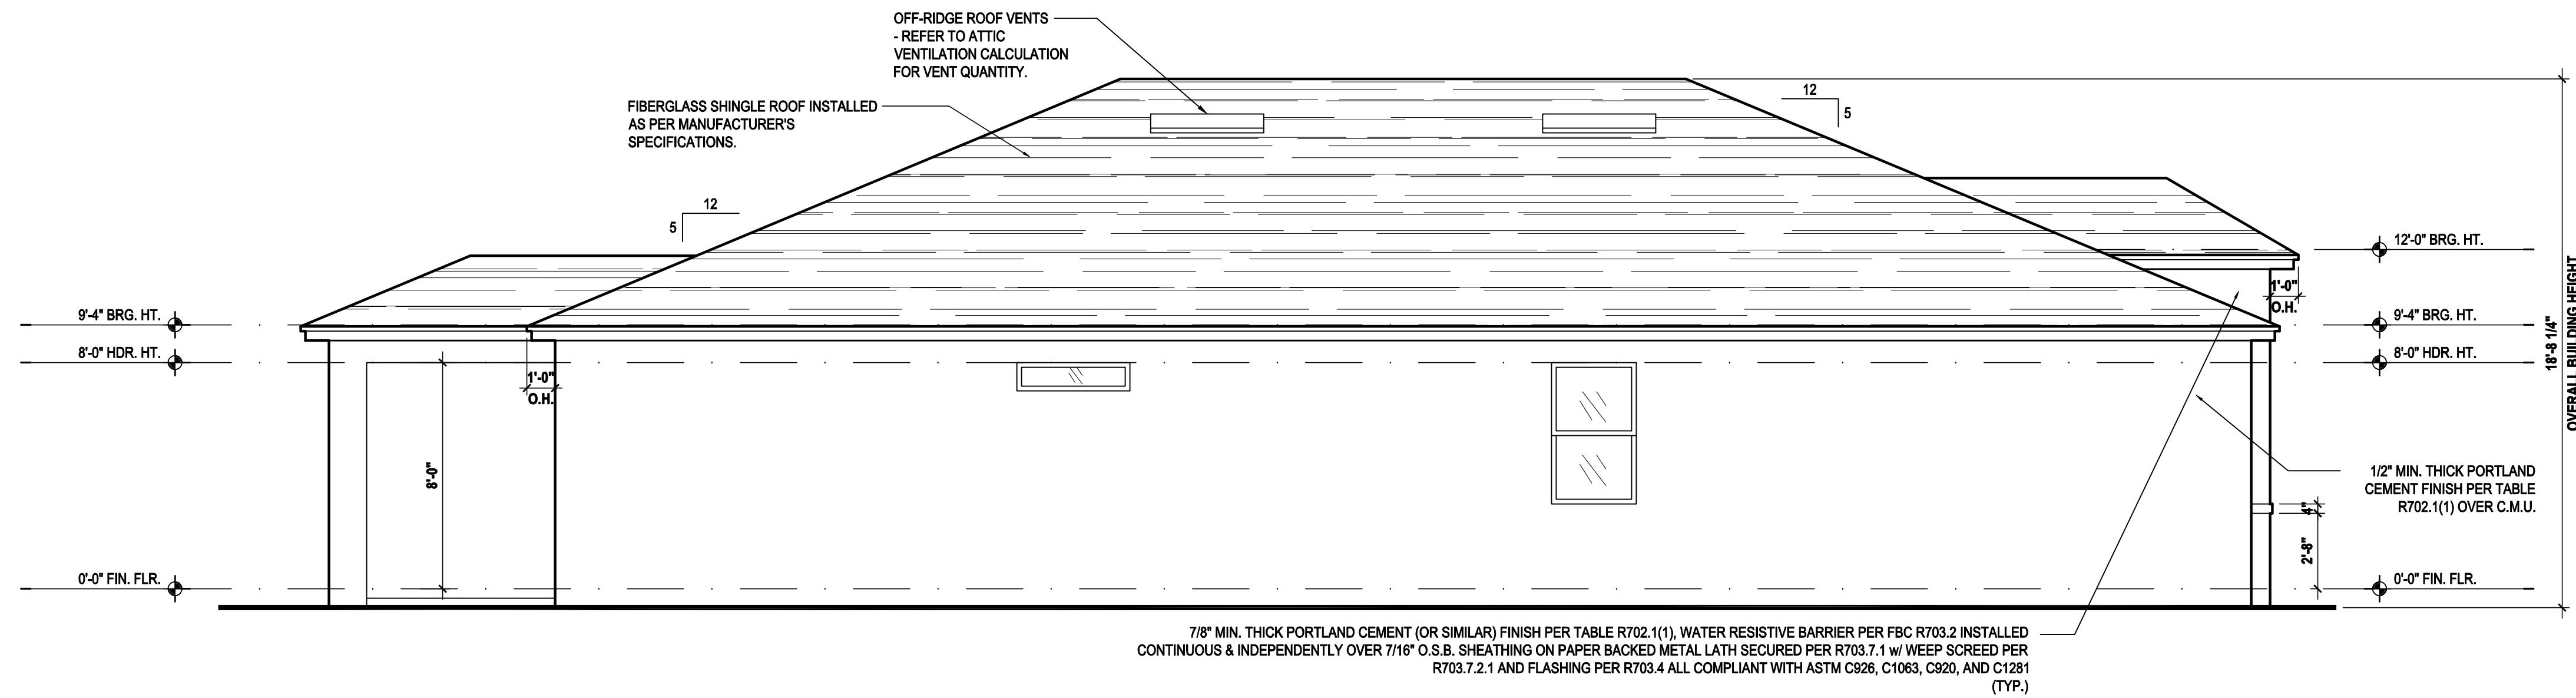 OFF-RIDGE ROOF VENTS
- REFER TO ATTIC
VENTILATION CALCULATION
FOR VENT QUANTITY.
FIBERGLASS SHINGLE ROOF INSTALLED
AS PER MANUFACTURER'S
SPECIFICATIONS.
12
5
12
5
9'-4" BRG. HT.
8'-0" HDR. HT.
0'-0" FIN. FLR.
8'-0"
1'-0"
O.H.
12'-0" BRG. HT.
1'-0"
O.H.
9'-4" BRG. HT.
8'-0" HDR. HT.
18'-8 1/4"
OVERALL BUILDING HEIGHT
1/2" MIN. THICK PORTLAND
CEMENT FINISH PER TABLE
R702.1(1) OVER C.M.U.
4"
2'-8"
0'-0" FIN. FLR.
7/8" MIN. THICK PORTLAND CEMENT (OR SIMILAR) FINISH PER TABLE R702.1(1), WATER RESISTIVE BARRIER PER FBC R703.2 INSTALLED
CONTINUOUS & INDEPENDENTLY OVER 7/16" O.S.B. SHEATHING ON PAPER BACKED METAL LATH SECURED PER R703.7.1 w/ WEEP SCREED PER
R703.7.2.1 AND FLASHING PER R703.4 ALL COMPLIANT WITH ASTM C926, C1063, C920, AND C1281
(TYP.)